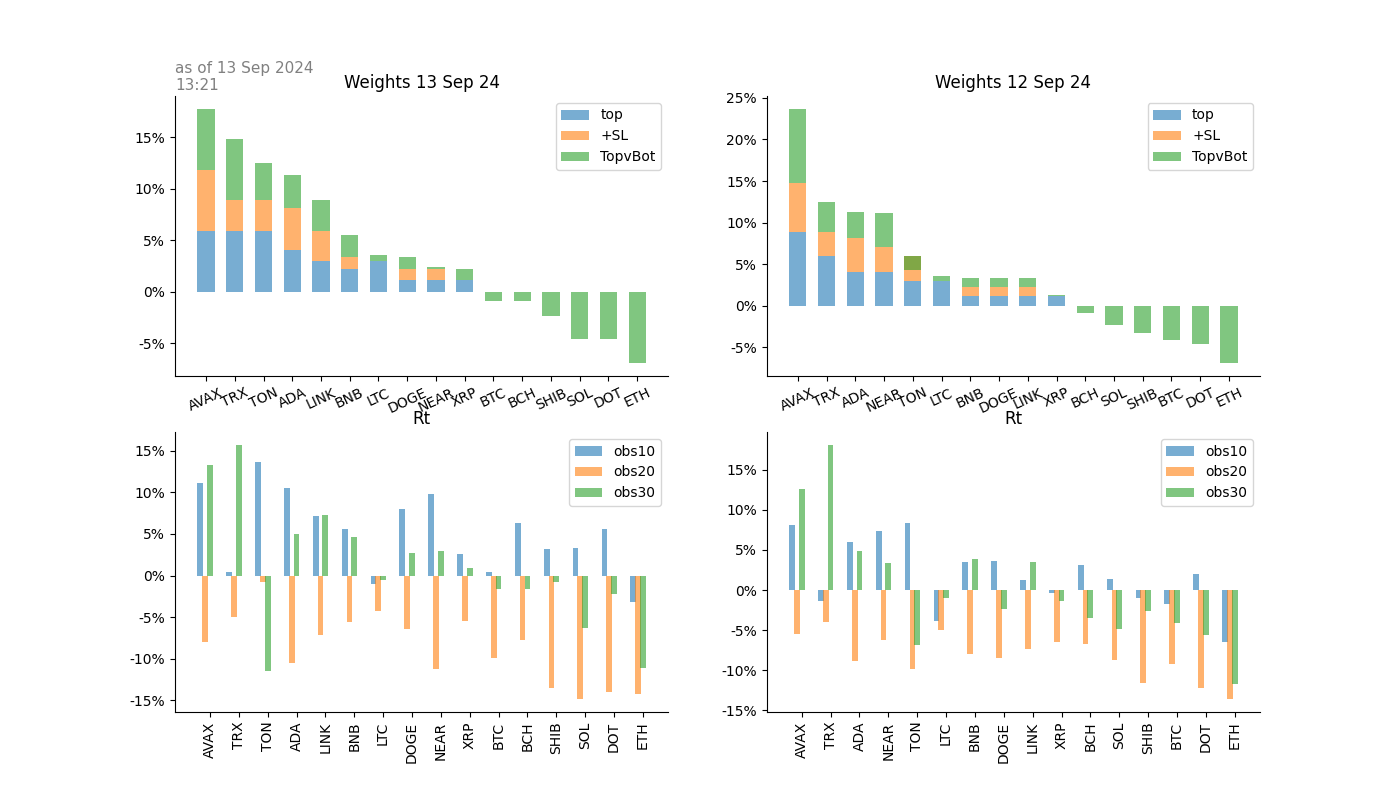 as of 13 Sep 2024
13:21
Weights 13 Sep 24
15%
10%
5%
0%
-5%
top
+SL
TopvBot
AVAX TRX TON ADA LINK BNB LTC DOGE NEAR XRP BTC BCH SHIB SOL DOT ETH
Weights 12 Sep 24
25%
20%
15%
10%
5%
0%
-5%
top
+SL
TopvBot
AVAX TRX ADA NEAR TON LTC BNB DOGE LINK XRP BCH SOL SHIB BTC DOT ETH
Rt
15%
10%
5%
0%
-5%
-10%
-15%
obs10
obs20
obs30
AVAX TRX TON ADA LINK BNB LTC DOGE NEAR XRP BTC BCH SHIB SOL DOT ETH
Rt
15%
10%
5%
0%
-5%
-10%
-15%
obs10
obs20
obs30
AVAX TRX ADA NEAR TON LTC BNB DOGE LINK XRP BCH SOL SHIB BTC DOT ETH